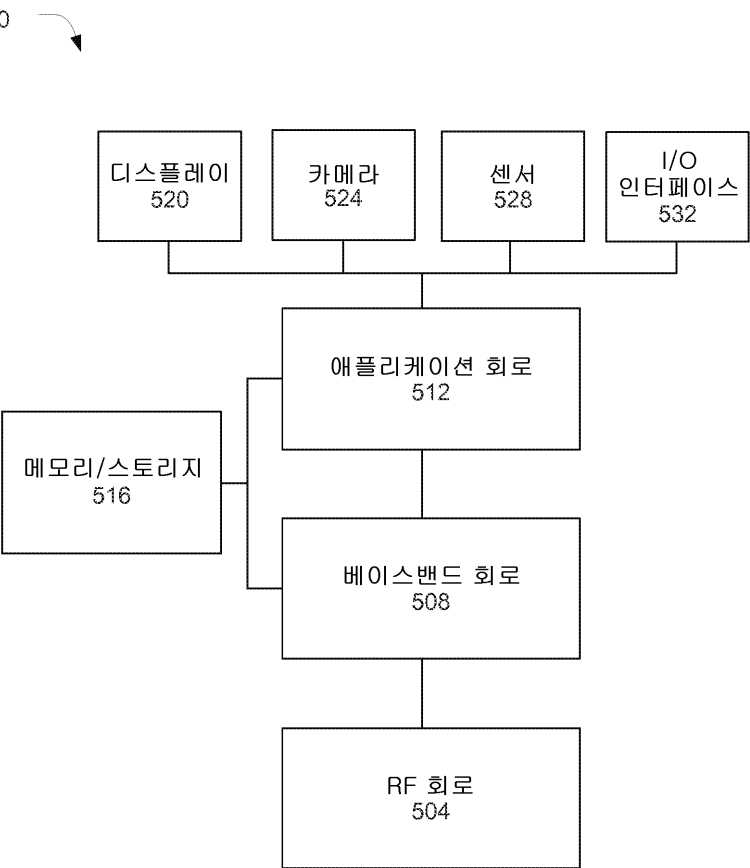 0
디스플레이
520
카메라
524
센서
528
I/O
인터페이스
532
애플리케이션 회로
512
메모리/스토리지
516
베이스밴드 회로
508
RF 회로
504